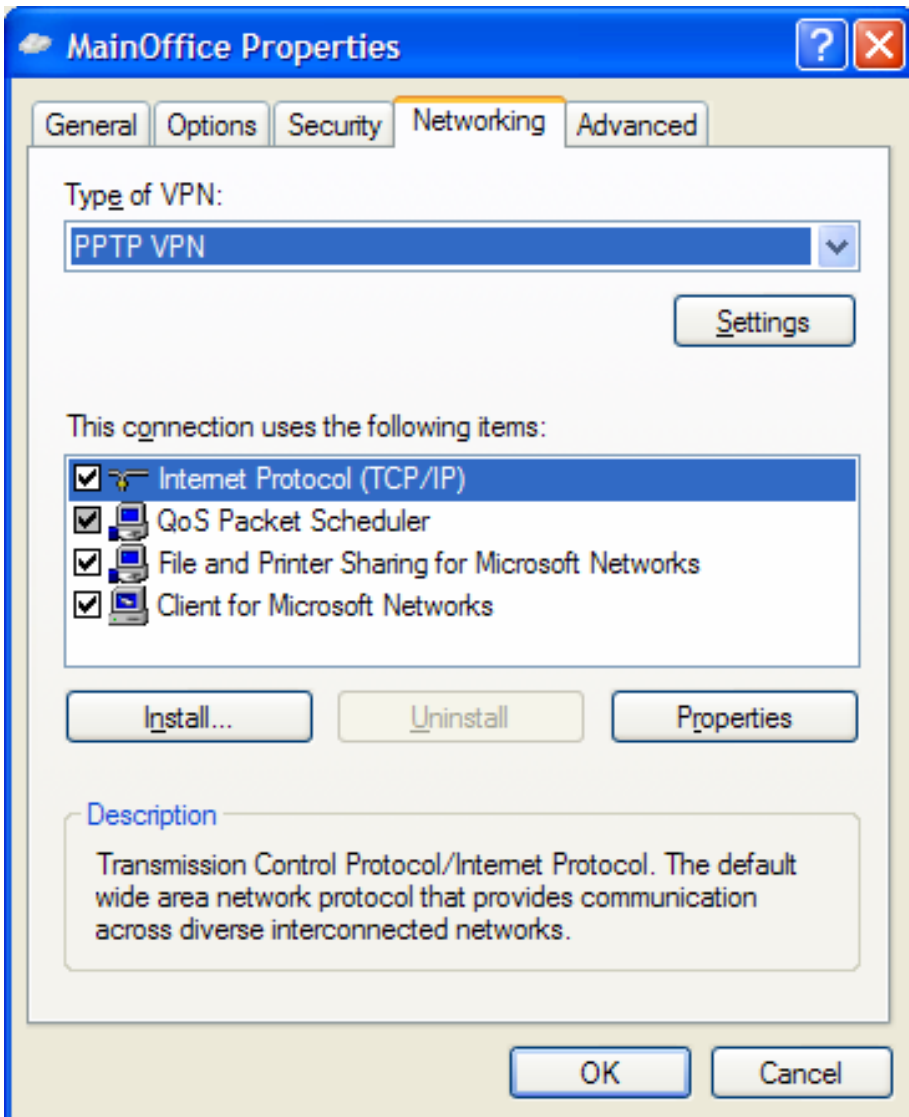 MainOffice Properties
General Options Security Networking Advanced
Type of VPN:
PPTP VPN
Settings
This connection uses the following items:
Internet Protocol (TCP/IP)
QoS Packet Scheduler
File and Printer Sharing for Microsoft Networks
Client for Microsoft Networks
Install... Uninstall Properties
Description
Transmission Control Protocol/Internet Protocol. The default
wide area network protocol that provides communication
across diverse interconnected networks.
OK Cancel